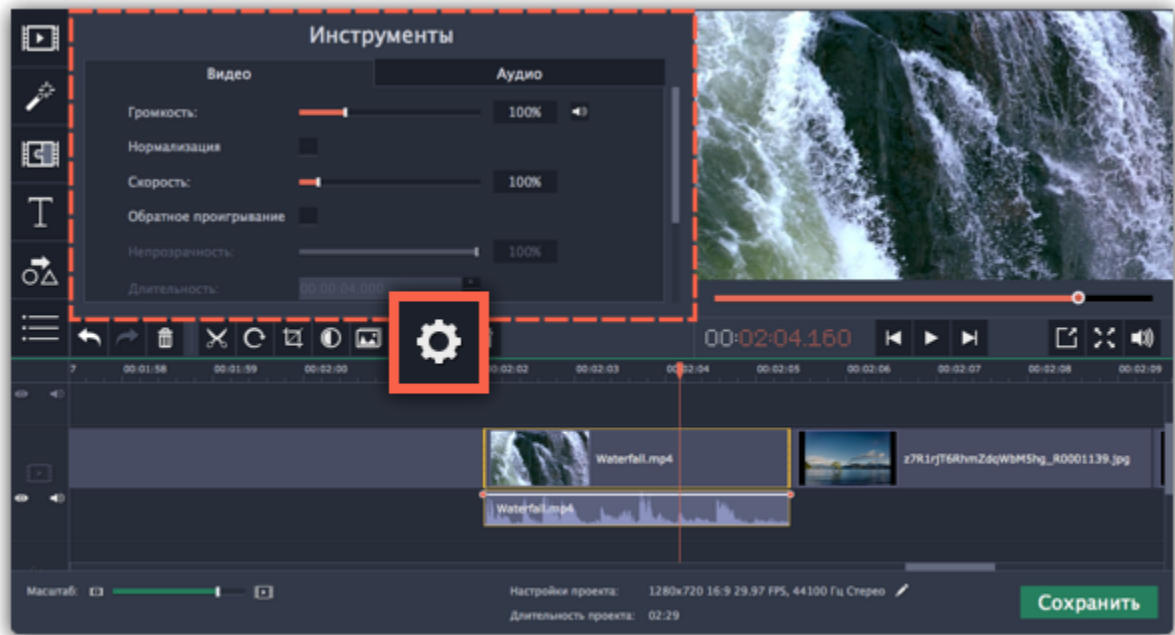 Инструменты
Видео Аудио
Громкость: 100%
Нормализация
Скорость: 100%
Обратное проигрывание
Непрозрачность: 100%
Длительность: 00:00:04.000
T
00:02:04.160
7 00:01:58 00:01:59 00:02:00 00:02:02 00:02:03 00:02:04 00:02:05 00:02:06 00:02:07 00:02:08 00:02:09
Waterfall.mp4
z7R1rjT6RhmZdqWbM5hg_R0001139.jpg
Waterfall.mp4
Масштаб:
Настройки проекта: 1280x720 16:9 29.97 FPS, 44100 Гц Стерео
Длительность проекта: 02:29
Сохранить